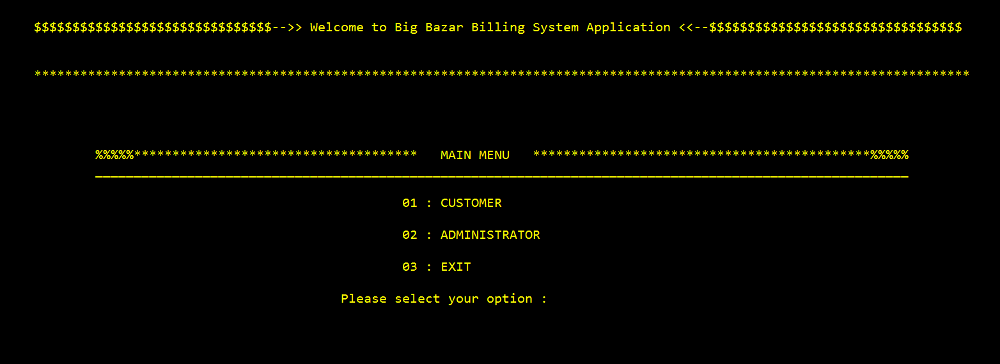 $$$$$$$$$$$$$$$$$$$$$$$$$$$$$$$-->> Welcome to Big Bazar Billing System Application <<--$$$$$$$$$$$$$$$$$$$$$$$$$$$$$$$$$
**************************************************************************************************************************
%%%%%*************************************   MAIN MENU   ********************************************%%%%%
__________________________________________________________________________________________________________
01 : CUSTOMER
02 : ADMINISTRATOR
03 : EXIT
Please select your option :